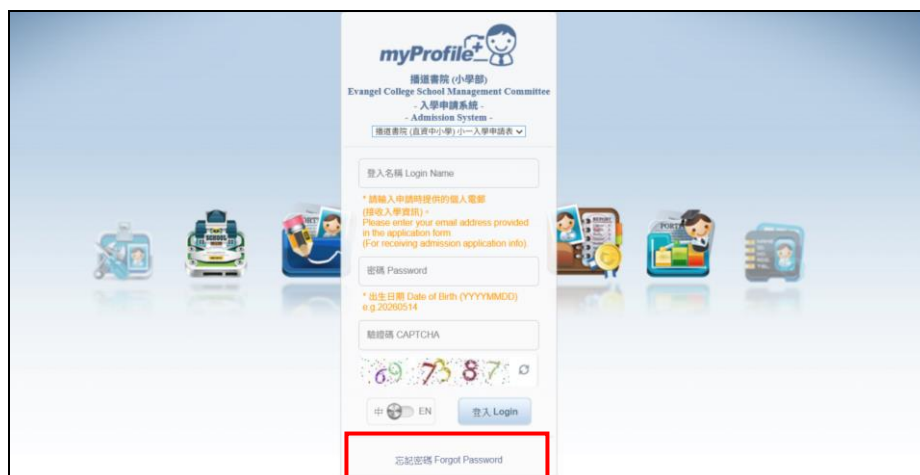 myProfile
播道書院 (小學部)
Evangel College School Management Committee
- 入學申請系統 -
- Admission System -
播道書院 (直資中小學) 小一入學申請表
登入名稱 Login Name
* 請輸入申請時提供的個人電郵
(接收入學資訊)。
Please enter your email address provided
in the application form
(For receiving admission application info)
密碼 Password
* 出生日期 Date of Birth (YYYYMMDD)
e.g.20260514
驗證碼 CAPTCHA
69 73 87
中 EN
登入 Login
忘記密碼 Forgot Password
SCHOOL
REPORT